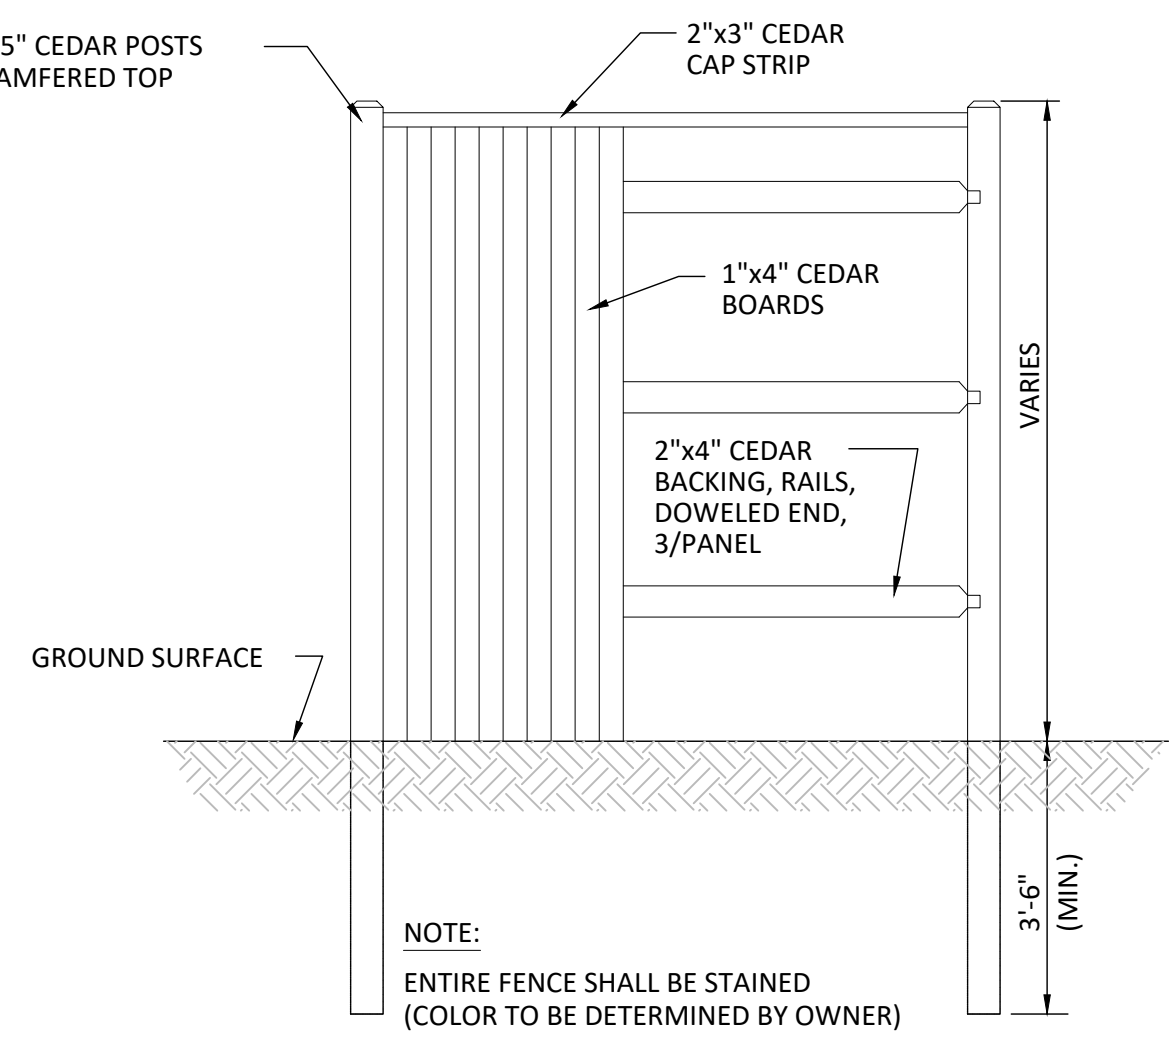 5" CEDAR POSTS
AMFERED TOP
2"x3" CEDAR
CAP STRIP
1"x4" CEDAR
BOARDS
VARIES
2"x4" CEDAR
BACKING, RAILS,
DOWELED END,
3/PANEL
GROUND SURFACE
3'-6"
(MIN.)
NOTE:
ENTIRE FENCE SHALL BE STAINED
(COLOR TO BE DETERMINED BY OWNER)